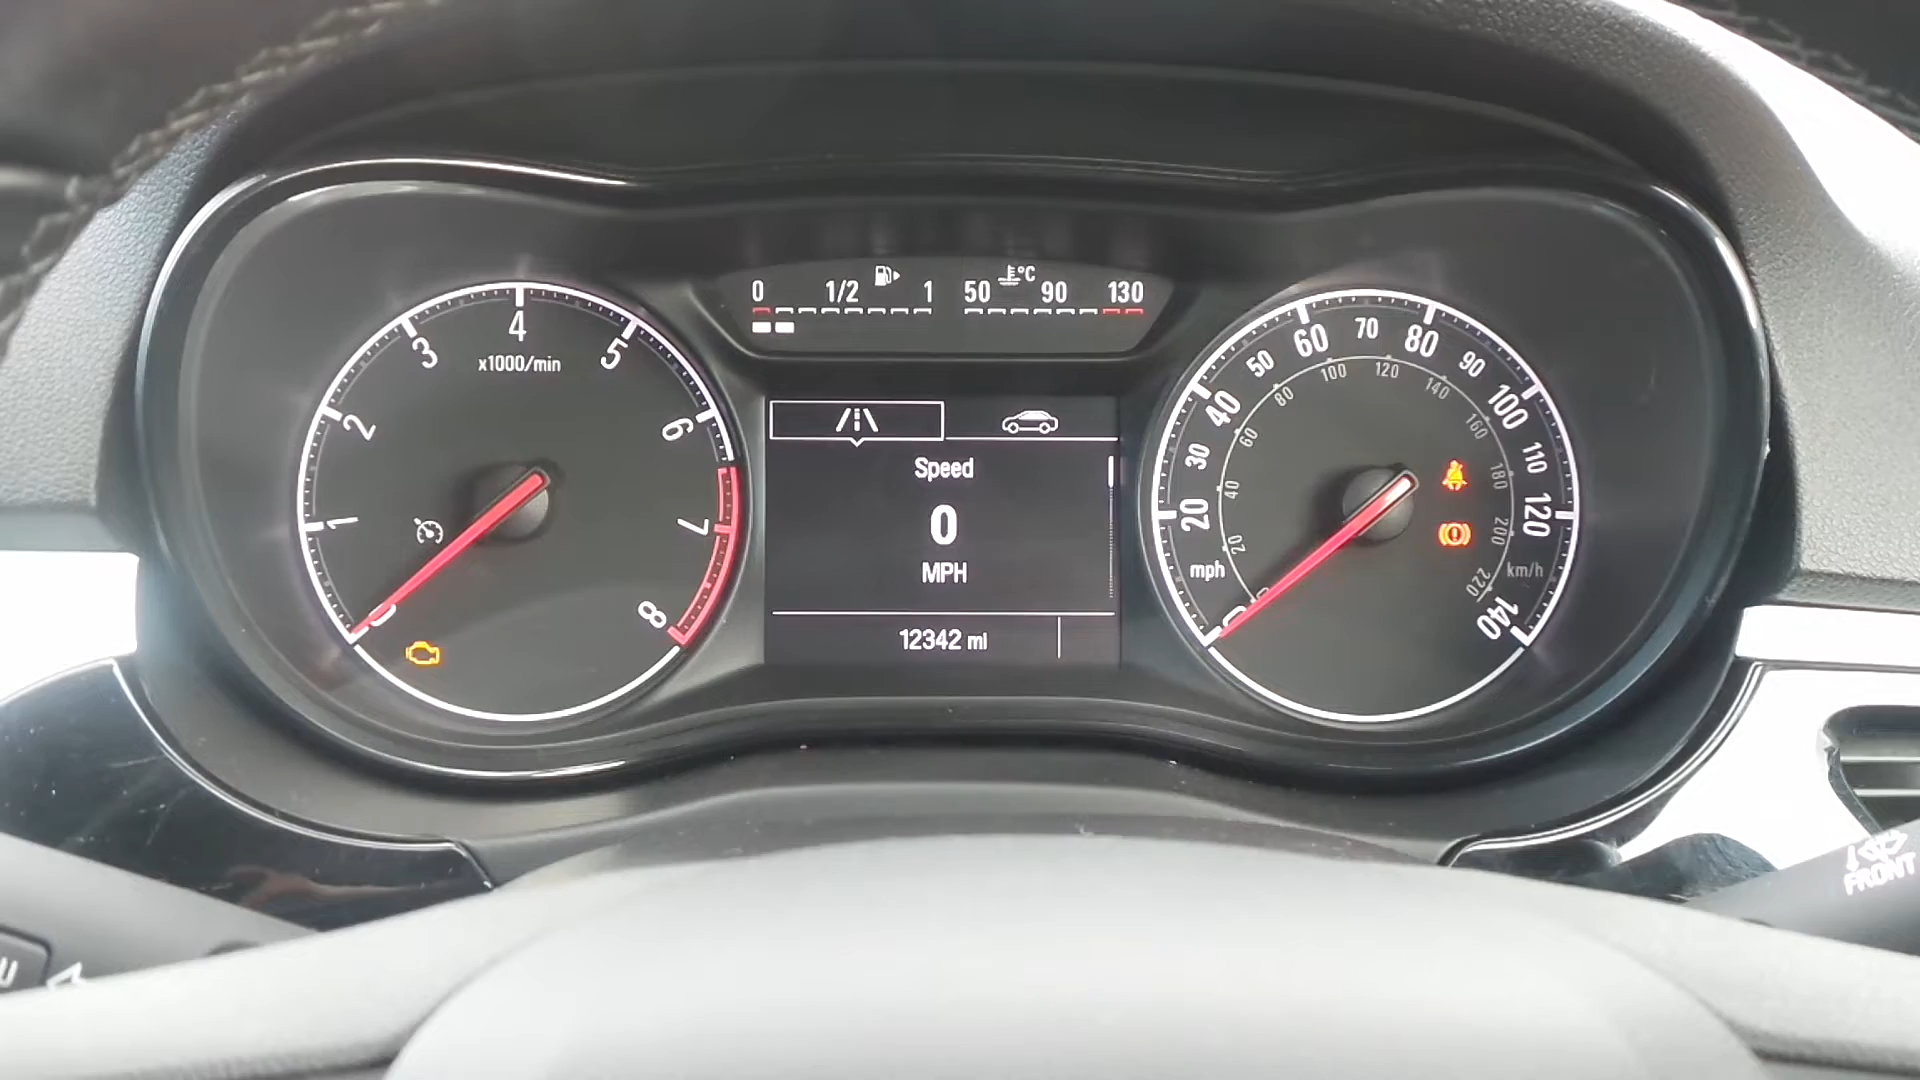 0 1/2 1
50 °C 90 130
1 2 3 4 5 6 7 8
x1000/min
Speed
0
MPH
12342 mi
0 20 30 40 50 60 70 80 90 100 110 120 140
mph
0 20 40 60 80 100 120 140 160 180 200 220
km/h
FRONT